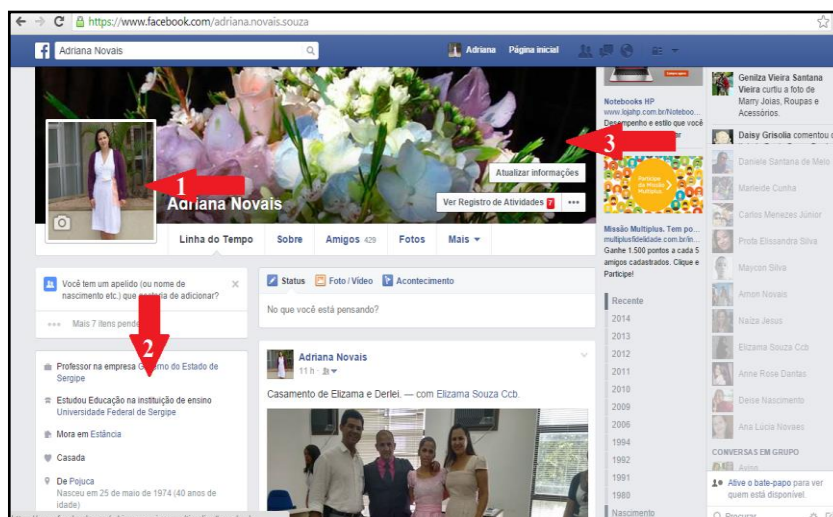 https://www.facebook.com/adriana.novais.souza
f Adriana Novais
Adriana Página inicial
1
3
Atualizar informações
Adriana Novais
Ver Registro de Atividades 7 •••
Linha do Tempo Sobre Amigos 429 Fotos Mais
Você tem um apelido (ou nome de
nascimento etc.) que de adicionar?
Mais 7 itens
2
Professor na empresa do Estado de
Sergipe
Estudou Educação na instituição de ensino
Universidade Federal de Sergipe
Mora em Estância
Casada
De Pojuca
Nasceu em 25 de maio de 1974 (40 anos de
idade)
Status Foto / Vídeo Acontecimento
No que você está pensando?
Adriana Novais
11 h
Casamento de Elizama e Derlei. — com Elizama Souza Ccb.
Notebooks HP
www.lojahp.com.br/Noteboo...
Desempenho e estilo que você
Participe
da Missão
Multiplus.
Missão Multiplus. Tem po...
multiplusfidelidade.com.br/in...
Ganhe 1.500 pontos a cada 5
amigos cadastrados. Clique e
Participe!
Recente
2014
2013
2012
2011
2010
2009
2006
1994
1992
1991
1980
Nascimento
Genilza Vieira Santana
Vieira curtiu a foto de
Marry Joias, Roupas e
Acessórios.
Daisy Grisolia comentou
Daniele Santana de Melo
Marleide Cunha
Carlos Menezes Júnior
Profa Elissandra Silva
Maycon Silva
Arnon Novais
Naiza Jesus
Elizama Souza Ccb
Anne Rose Dantas
Deise Nascimento
Ana Lúcia Novaes
CONVERSAS EM GRUPO
Ative o bate-papo para ver
quem está disponível.
Procurar